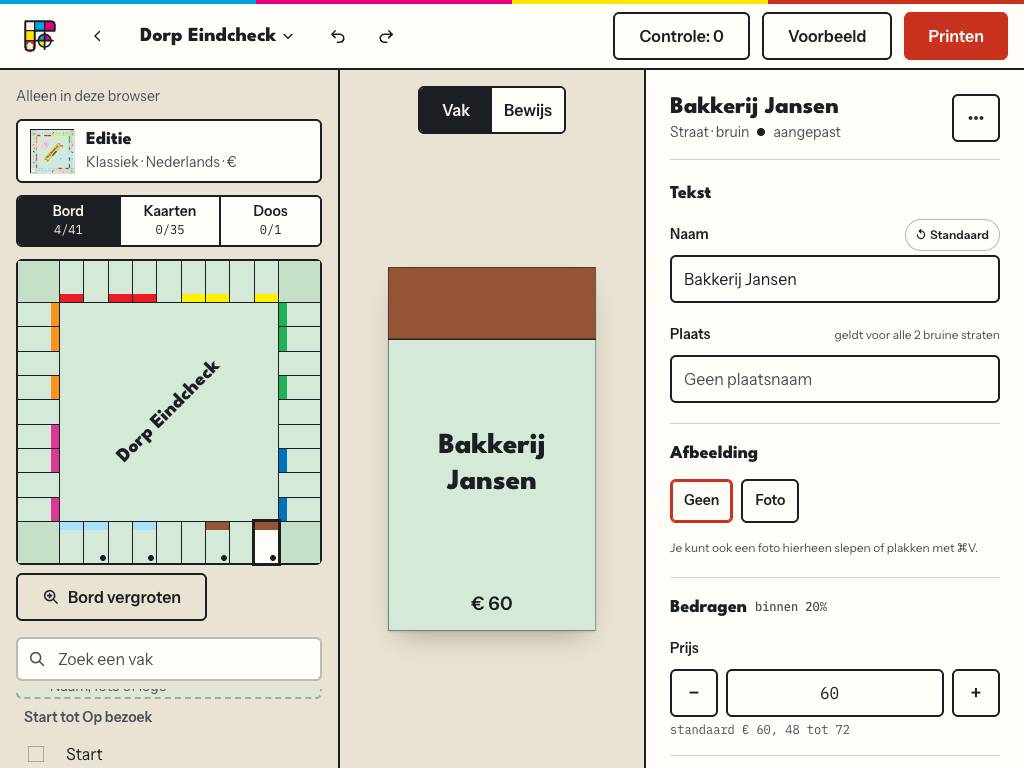 Dorp Eindcheck
Controle: 0
Voorbeeld
Printen
Alleen in deze browser
Editie
Klassiek · Nederlands · €
Bord
4/41
Kaarten
0/35
Doos
0/1
Dorp Eindcheck
Bord vergroten
Zoek een vak
Naam, foto of logo
Start tot Op bezoek
Start
Vak
Bewijs
Bakkerij
Jansen
€ 60
Bakkerij Jansen
Straat · bruin ● aangepast
Tekst
Naam
Standaard
Bakkerij Jansen
Plaats
geldt voor alle 2 bruine straten
Geen plaatsnaam
Afbeelding
Geen
Foto
Je kunt ook een foto hierheen slepen of plakken met ⌘V.
Bedragen binnen 20%
Prijs
− 60 +
standaard € 60, 48 tot 72